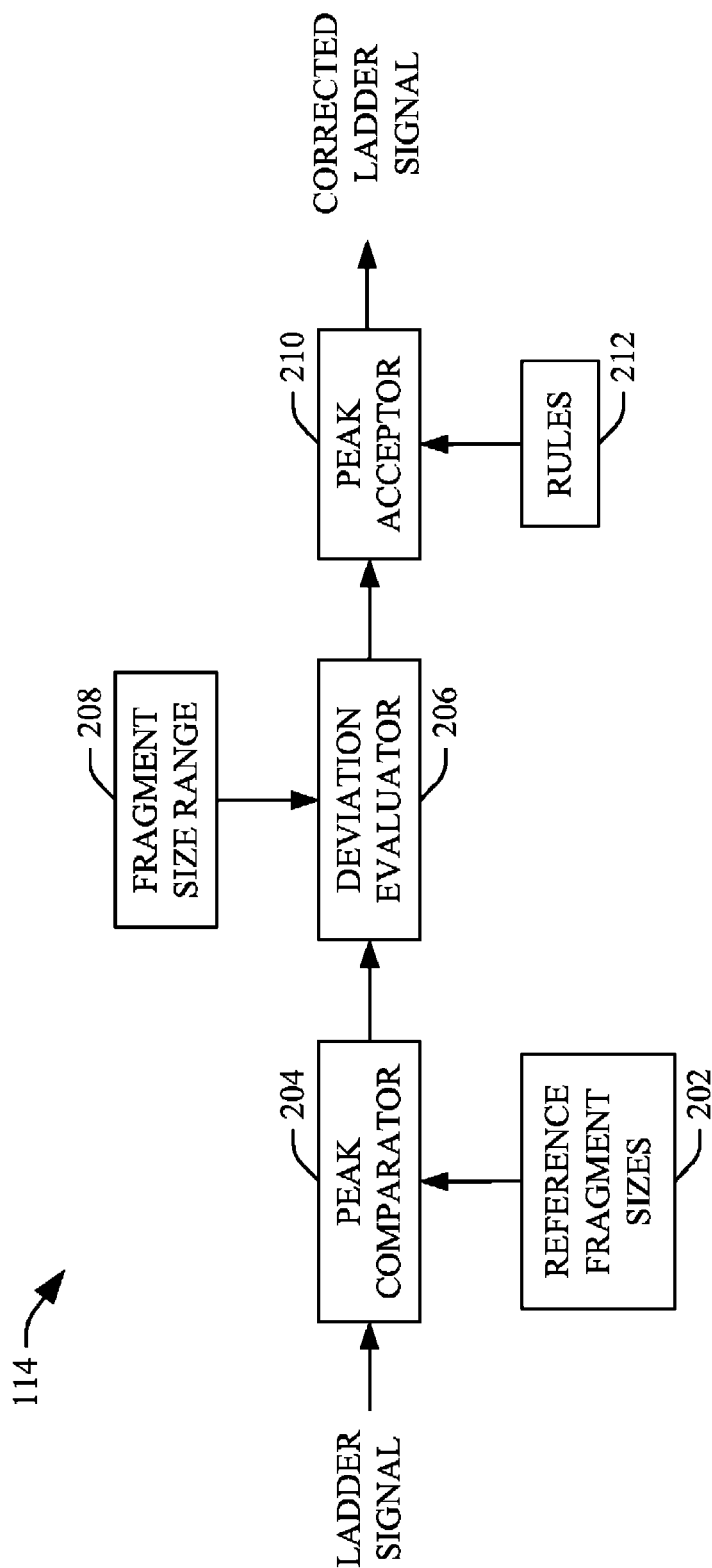 114
LADDER
SIGNAL
204
PEAK
COMPARATOR
REFERENCE
FRAGMENT
SIZES
202
208
FRAGMENT
SIZE RANGE
DEVIATION
EVALUATOR
206
210
PEAK
ACCEPTOR
RULES
212
CORRECTED
LADDER
SIGNAL